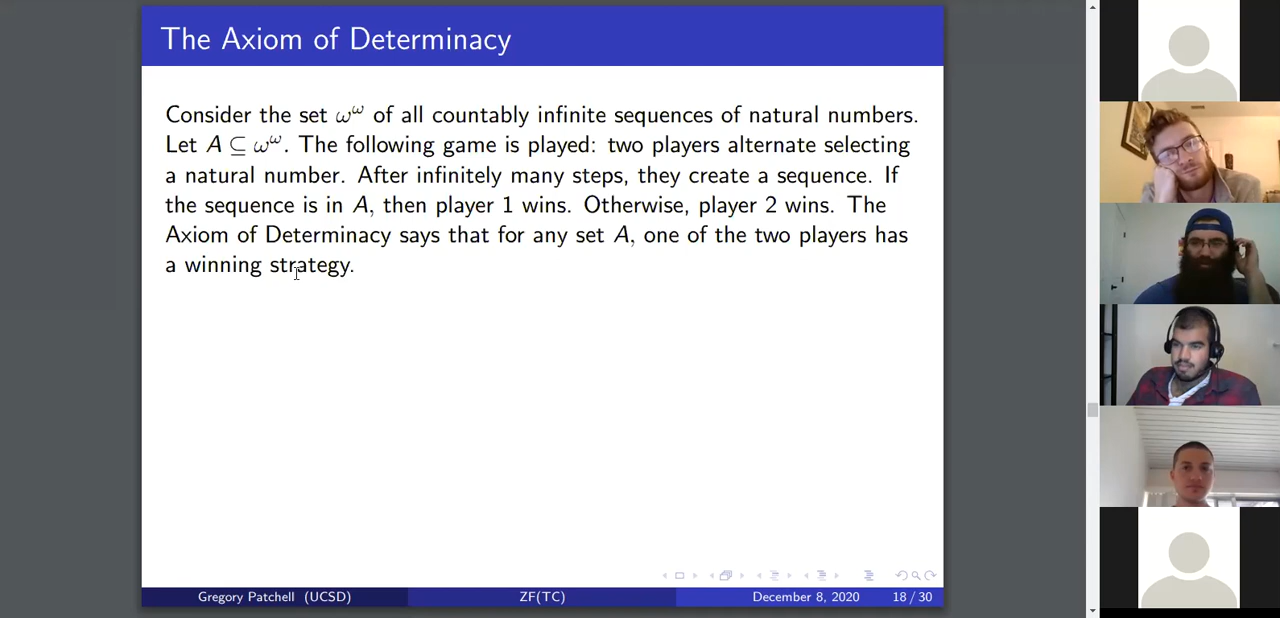 The Axiom of Determinacy
Consider the set ω^ω of all countably infinite sequences of natural numbers.
Let A ⊆ ω^ω. The following game is played: two players alternate selecting
a natural number. After infinitely many steps, they create a sequence. If
the sequence is in A, then player 1 wins. Otherwise, player 2 wins. The
Axiom of Determinacy says that for any set A, one of the two players has
a winning strategy.
Gregory Patchell (UCSD) ZF(TC) December 8, 2020 18 / 30